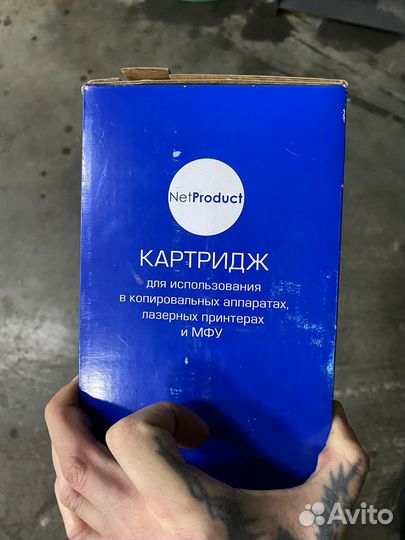 NetProduct
КАРТРИДЖ
для использования
в копировальных аппаратах,
лазерных принтерах
и МФУ
Avito